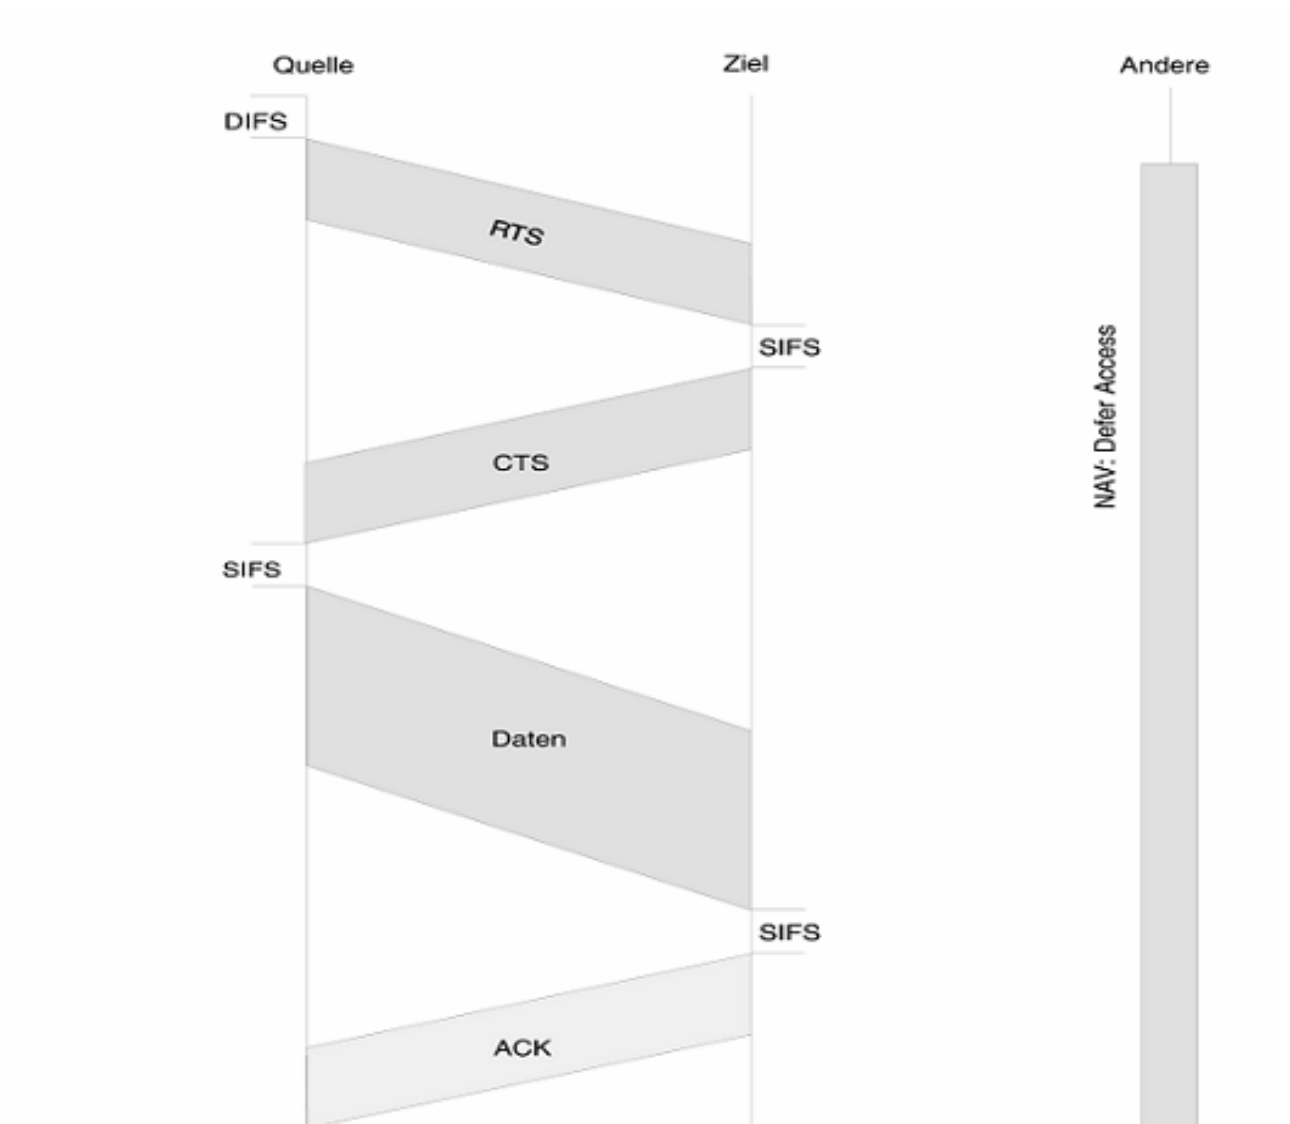 Quelle
Ziel
Andere
DIFS
RTS
SIFS
NAV: Defer Access
CTS
SIFS
Daten
SIFS
ACK